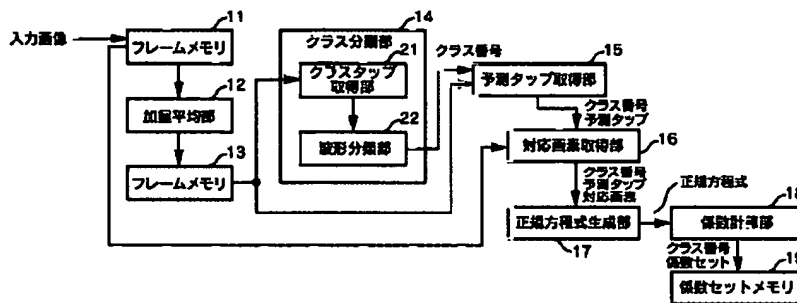 11
入力画像
フレームメモリ
12
加重平均部
13
フレームメモリ
14
クラス分類部
21
クラスタップ
取得部
22
波形分類部
クラス番号
15
予測タップ取得部
クラス番号
予測タップ
対応画素取得部
16
クラス番号
予測タップ
対応画素
正規方程式
正規方程式生成部
17
18
係数計算部
クラス番号
係数セット
19
係数セットメモリ